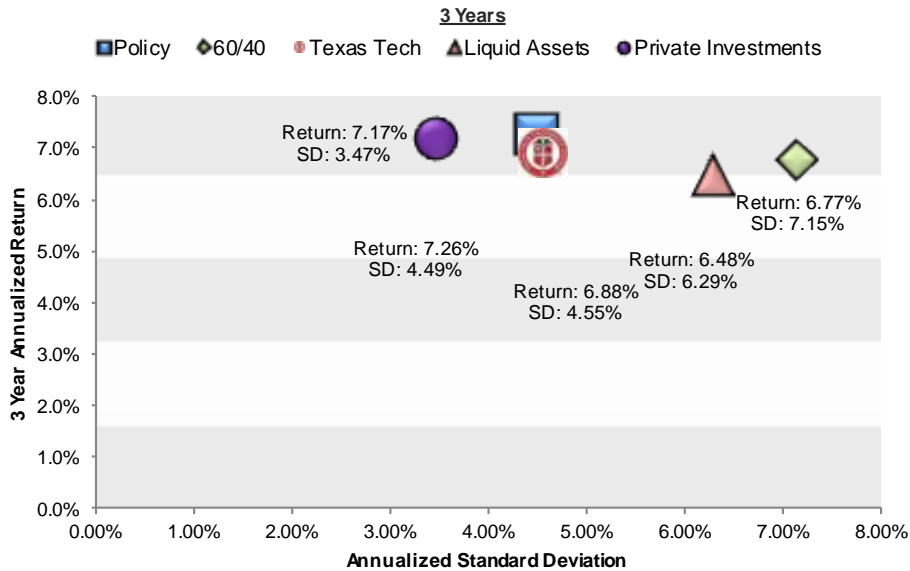 3 Years
Policy 60/40 Texas Tech Liquid Assets Private Investments
8.0%
7.0%
6.0%
5.0%
4.0%
3.0%
2.0%
1.0%
0.0%
3 Year Annualized Return
Return: 7.17%
SD: 3.47%
Return: 6.77%
SD: 7.15%
Return: 7.26%
SD: 4.49%
Return: 6.48%
SD: 6.29%
Return: 6.88%
SD: 4.55%
0.00% 1.00% 2.00% 3.00% 4.00% 5.00% 6.00% 7.00% 8.00%
Annualized Standard Deviation